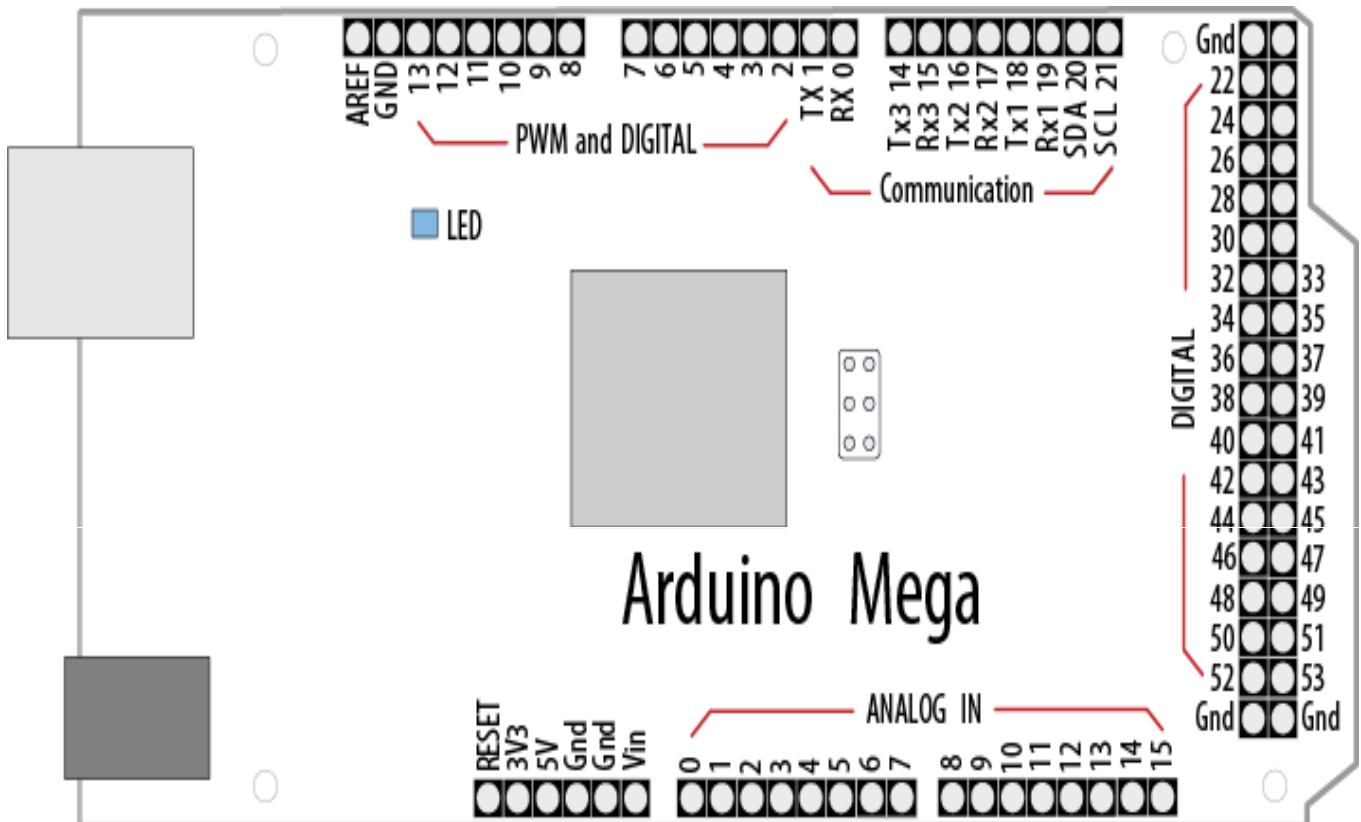 AREF GND 13 12 11 10 9 8 7 6 5 4 3 2 TX 1 RX 0 Tx3 14 Rx3 15 Tx2 16 Rx2 17 Tx1 18 Rx1 19 SDA 20 SCL 21
PWM and DIGITAL
Communication
LED
Gnd
22
24
26
28
30
32 33
34 35
36 37
38 39
40 41
42 43
44 45
46 47
48 49
50 51
52 53
Gnd Gnd
DIGITAL
Arduino Mega
ANALOG IN
RESET 3V3 5V Gnd Gnd Vin 0 1 2 3 4 5 6 7 8 9 10 11 12 13 14 15